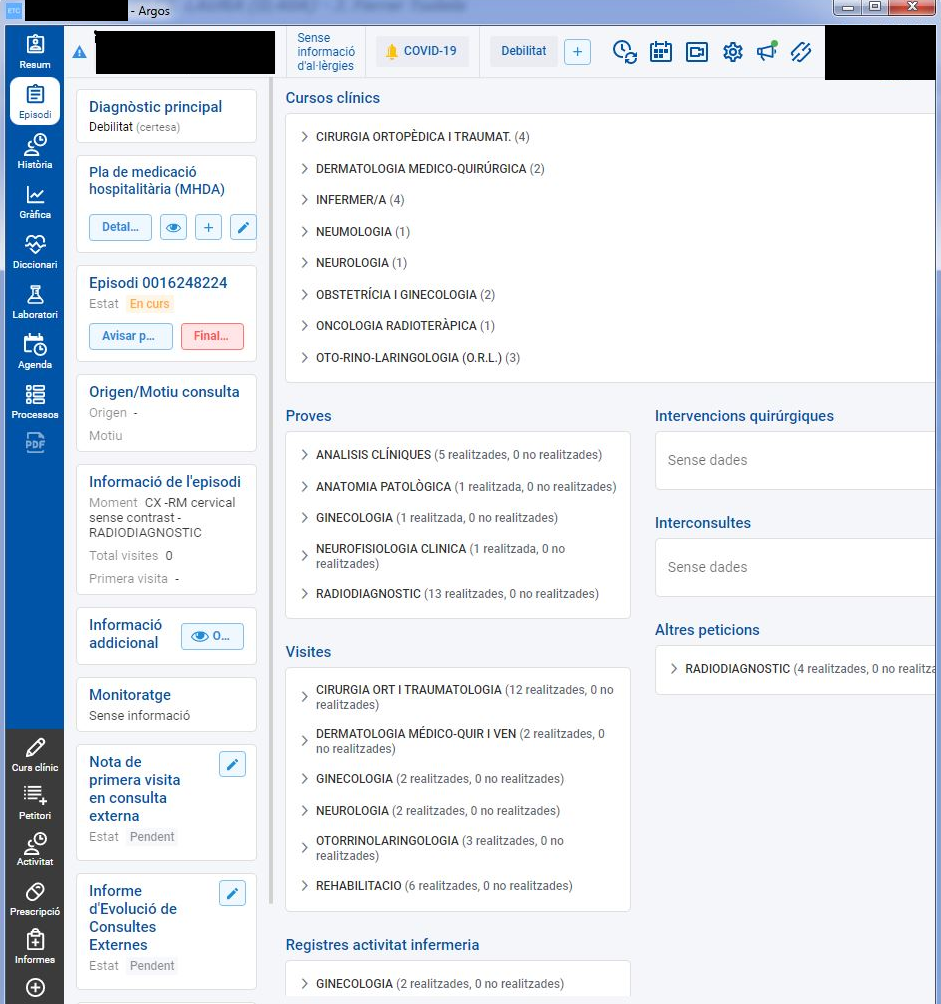 - Argos
Resum
Episodi
Història
Gràfica
Diccionari
Laboratori
Agenda
Processos
PDF
Curs clínic
Petitori
Activitat
Prescripció
Informes
Sense
informació
d'al·lèrgies
COVID-19
Debilitat
+
Diagnòstic principal
Debilitat (certesa)
Pla de medicació
hospitalitària (MHDA)
Detal...
+
Episodi 0016248224
Estat En curs
Avisar p...
Final...
Origen/Motiu consulta
Origen -
Motiu
Informació de l'episodi
Moment CX -RM cervical
sense contrast -
RADIODIAGNOSTIC
Total visites 0
Primera visita -
Informació
addicional
O...
Monitoratge
Sense informació
Nota de
primera visita
en consulta
externa
Estat Pendent
Informe
d'Evolució de
Consultes
Externes
Estat Pendent
Cursos clínics
CIRURGIA ORTOPÈDICA I TRAUMAT. (4)
DERMATOLOGIA MEDICO-QUIRÚRGICA (2)
INFERMER/A (4)
NEUMOLOGIA (1)
NEUROLOGIA (1)
OBSTETRÍCIA I GINECOLOGIA (2)
ONCOLOGIA RADIOTERÀPICA (1)
OTO-RINO-LARINGOLOGIA (O.R.L.) (3)
Proves
ANALISIS CLÍNIQUES (5 realitzades, 0 no realitzades)
ANATOMIA PATOLÒGICA (1 realitzada, 0 no realitzades)
GINECOLOGIA (1 realitzada, 0 no realitzades)
NEUROFISIOLOGIA CLINICA (1 realitzada, 0 no
realitzades)
RADIODIAGNOSTIC (13 realitzades, 0 no realitzades)
Visites
CIRURGIA ORT I TRAUMATOLOGIA (12 realitzades, 0 no
realitzades)
DERMATOLOGIA MÉDICO-QUIR I VEN (2 realitzades, 0
no realitzades)
GINECOLOGIA (2 realitzades, 0 no realitzades)
NEUROLOGIA (2 realitzades, 0 no realitzades)
OTORRINOLARINGOLOGIA (3 realitzades, 0 no
realitzades)
REHABILITACIO (6 realitzades, 0 no realitzades)
Registres activitat infermeria
GINECOLOGIA (2 realitzades, 0 no realitzades)
Intervencions quirúrgiques
Sense dades
Interconsultes
Sense dades
Altres peticions
RADIODIAGNOSTIC (4 realitzades, 0 no realitza